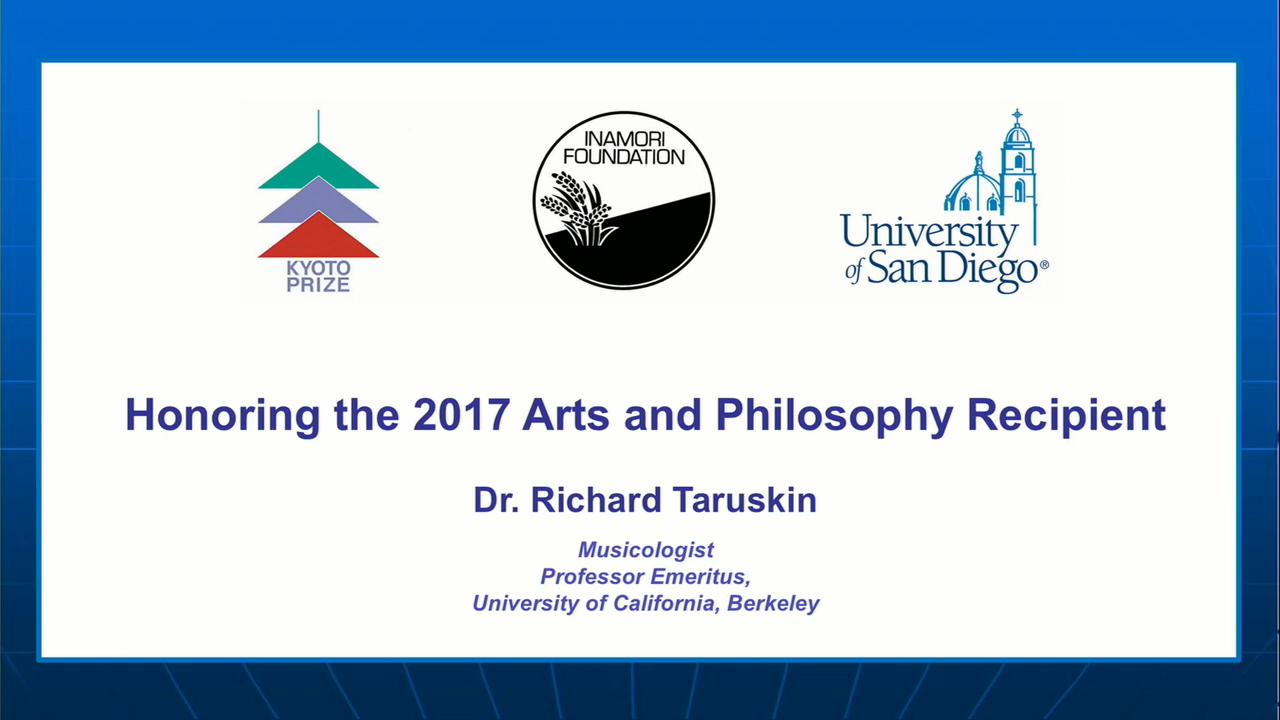 KYOTO
PRIZE
INAMORI
FOUNDATION
University
of San Diego®
Honoring the 2017 Arts and Philosophy Recipient
Dr. Richard Taruskin
Musicologist
Professor Emeritus,
University of California, Berkeley